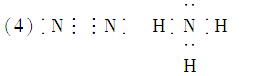 ··
(4) :N⋮ ⋮N: H:N:H
··
H